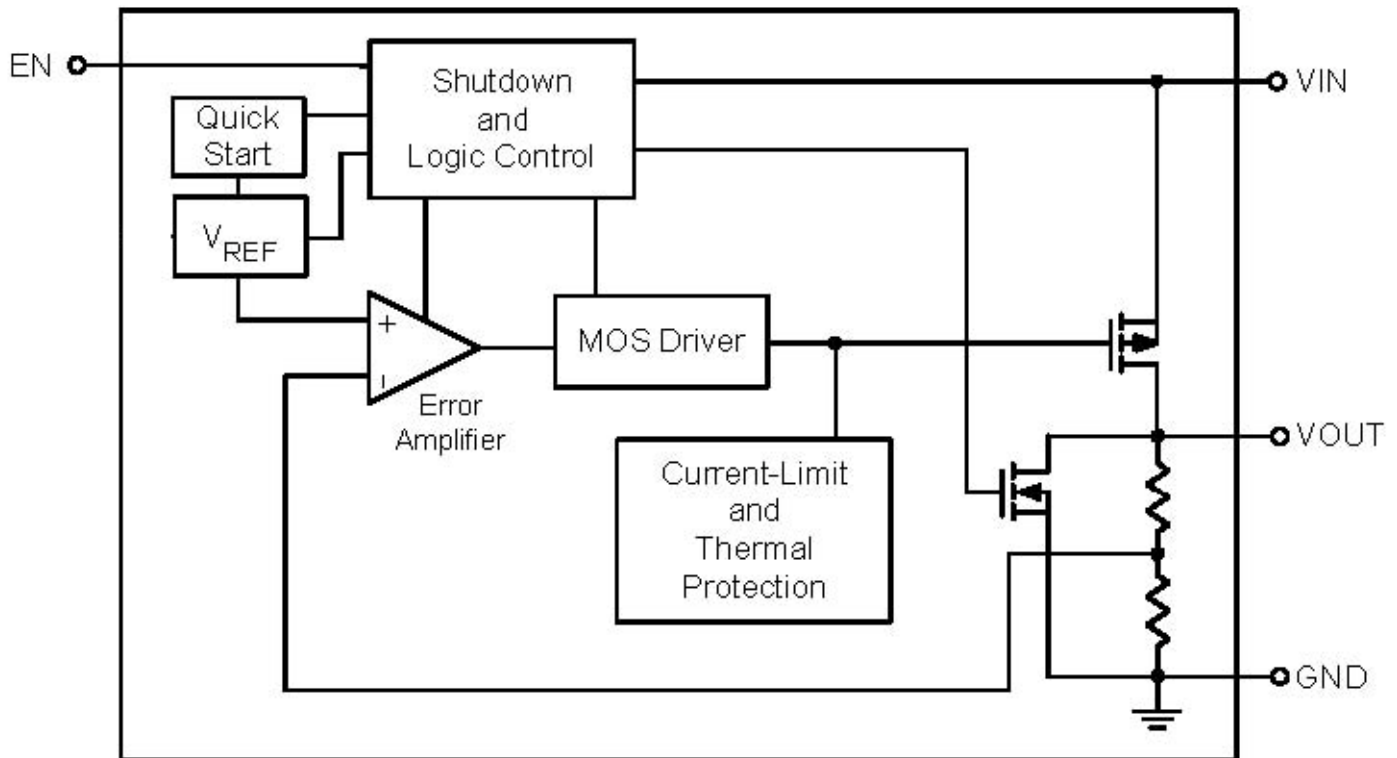 EN
Shutdown
and
Logic Control
VIN
Quick
Start
VREF
+
-
MOS Driver
Error
Amplifier
VOUT
Current-Limit
and
Thermal
Protection
GND